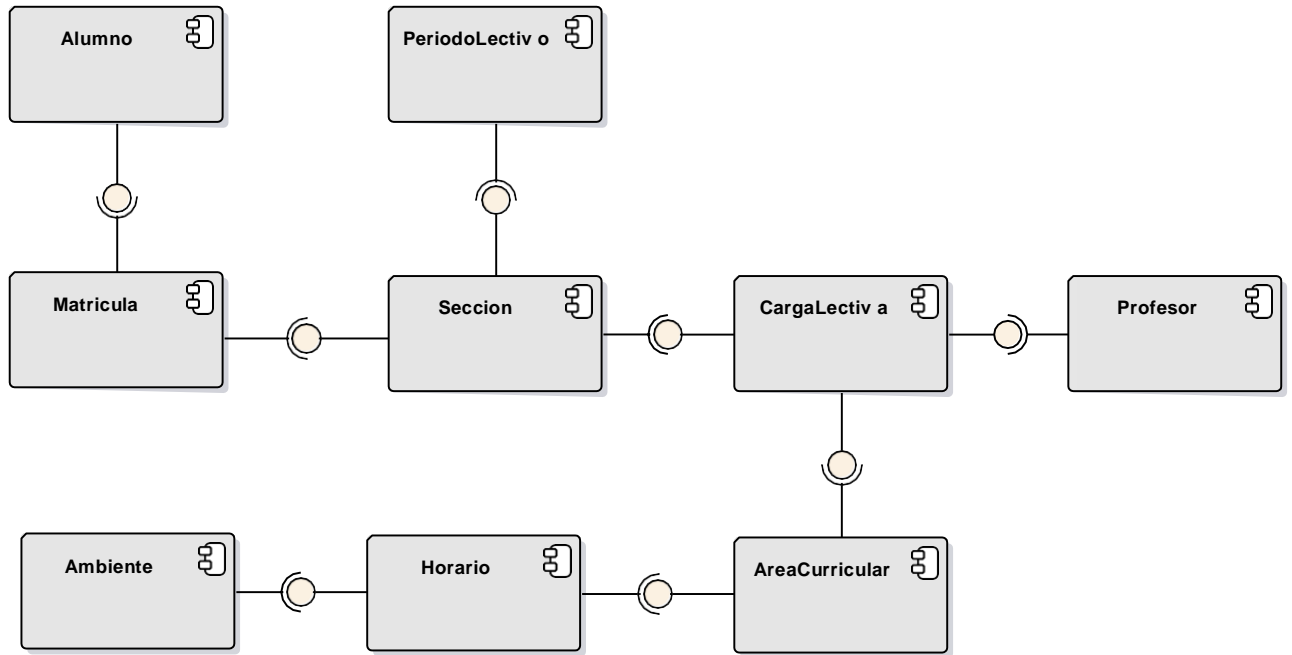 Alumno
PeriodoLectiv o
Matricula
Seccion
CargaLectiv a
Profesor
Ambiente
Horario
AreaCurricular